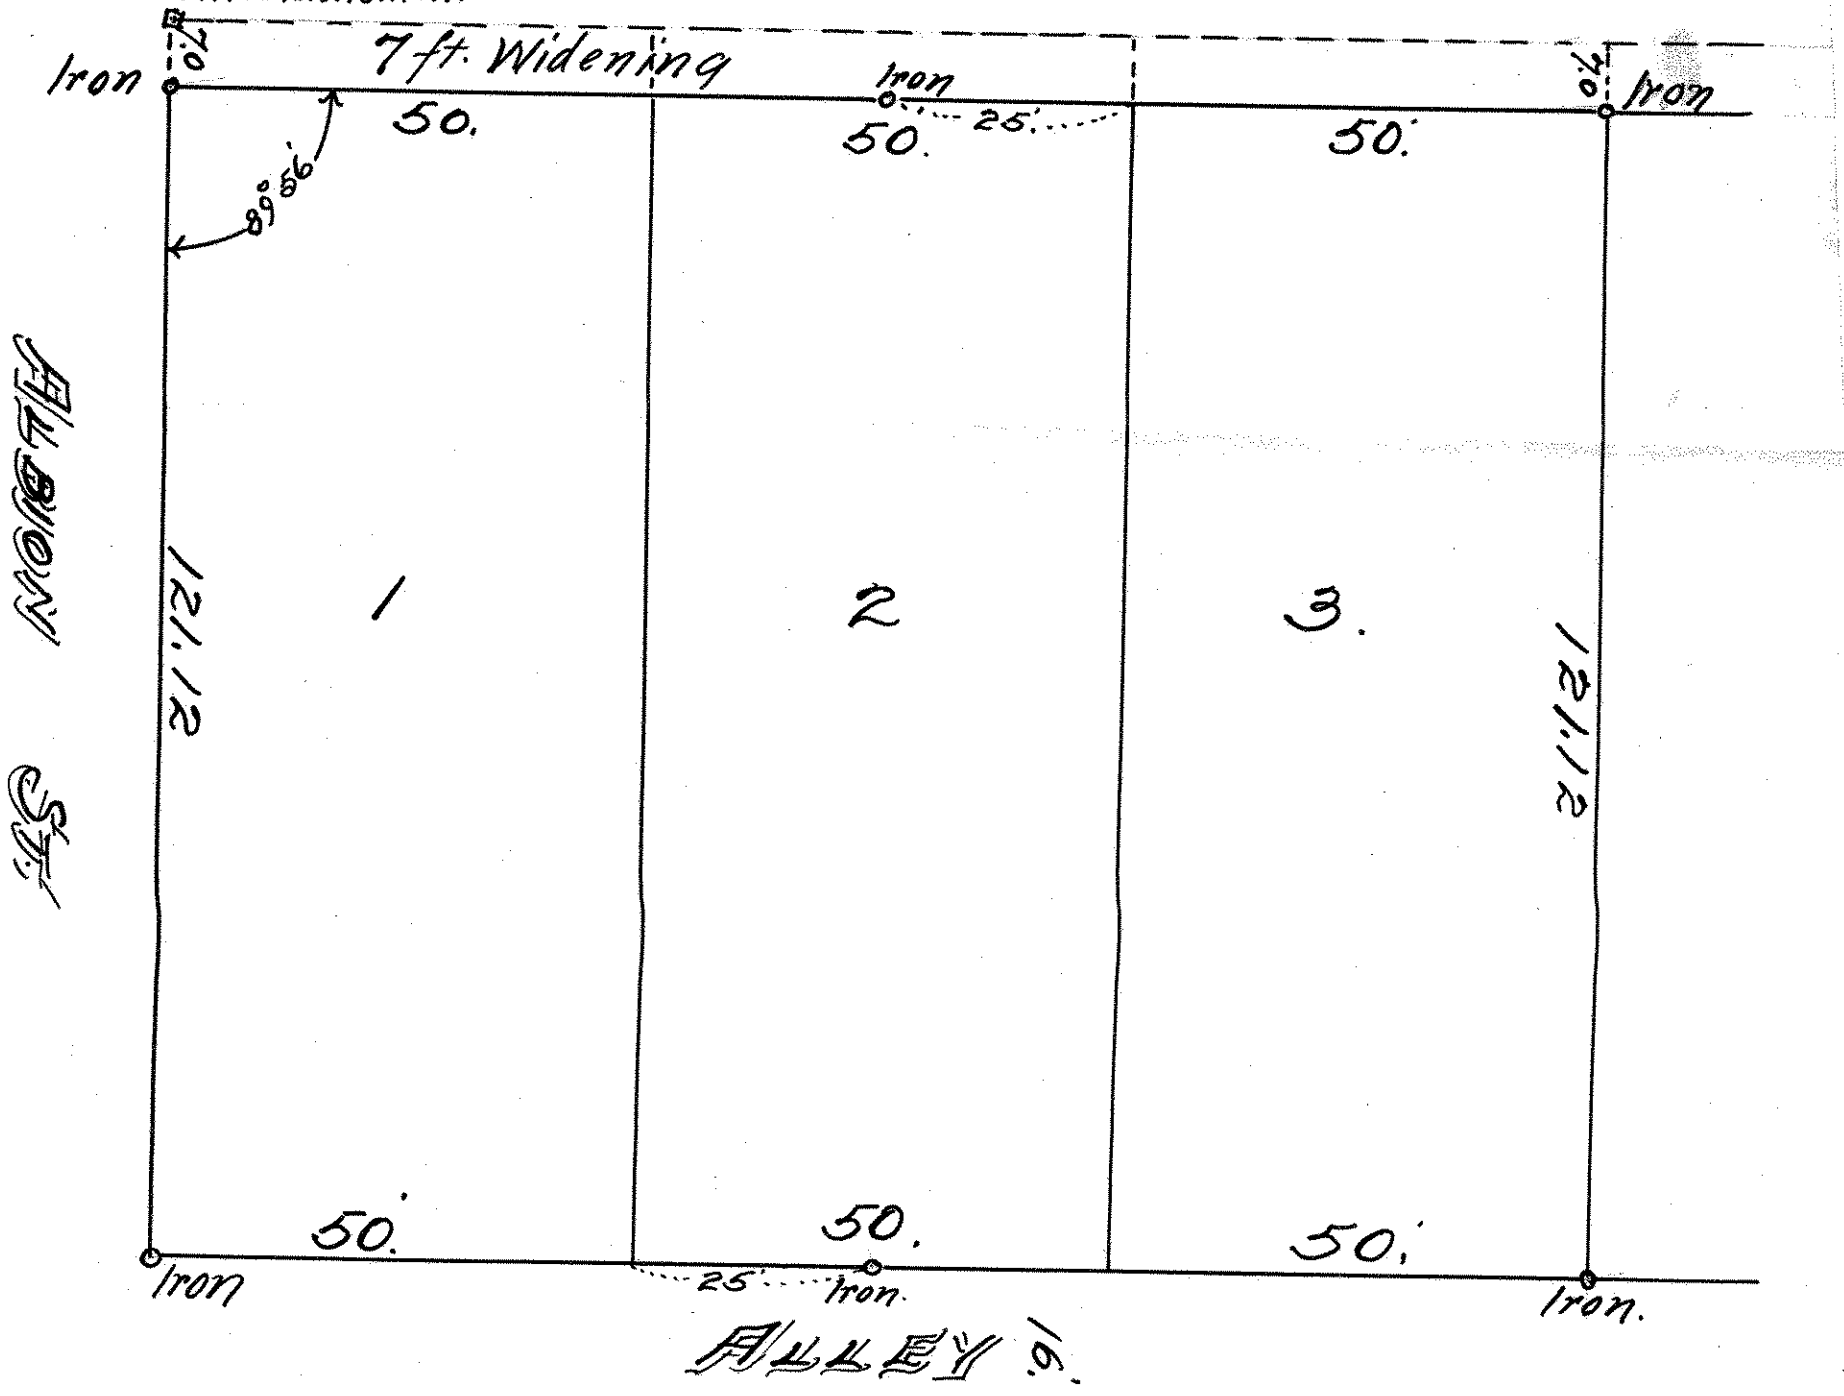 7.0
7 ft. Widening
7.0
Iron
Iron
Iron
50.
50.
25.'
50.'
89° 56'
ALBION ST.
121.12
1
2
3.
121.12
50.'
50.
50.'
Iron
25'
Iron.
Iron.
ALLEY 16.'